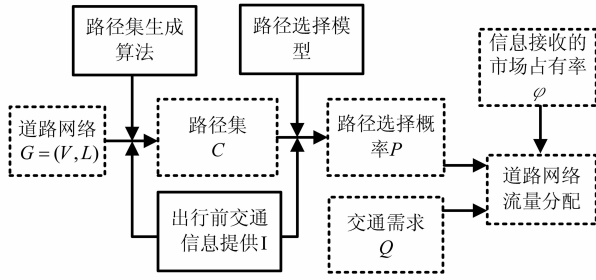 路径集生成
算法
路径选择模
型
信息接收的
市场占有率
φ
道路网络
G=(V,L)
路径集
C
路径选择概
率P
出行前交通
信息提供I
交通需求
Q
道路网络
流量分配